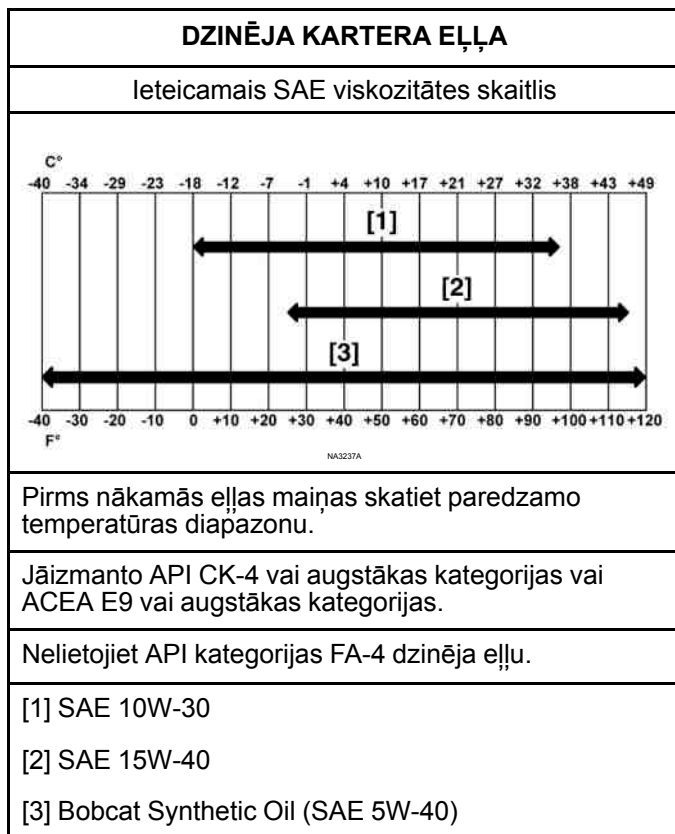 DZINĒJA KARTERA EĻĻA
Ieteicamais SAE viskozitātes skaitlis
C°
-40 -34 -29 -23 -18 -12 -7 -1 +4 +10 +17 +21 +27 +32 +38 +43 +49
[1]
[2]
[3]
-40 -30 -20 -10 0 +10 +20 +30 +40 +50 +60 +70 +80 +90 +100 +110 +120
F°
NA3237A
Pirms nākamās eļļas maiņas skatiet paredzamo
temperatūras diapazonu.
Jāizmanto API CK-4 vai augstākas kategorijas vai
ACEA E9 vai augstākas kategorijas.
Nelietojiet API kategorijas FA-4 dzinēja eļļu.
[1] SAE 10W-30
[2] SAE 15W-40
[3] Bobcat Synthetic Oil (SAE 5W-40)